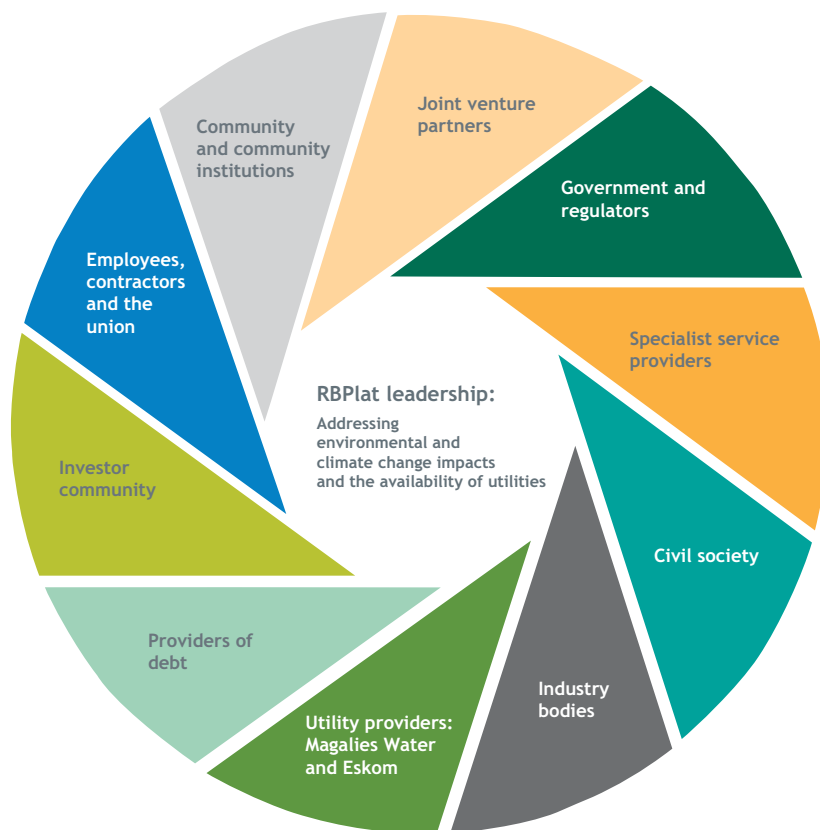 Joint venture
partners
Government and
regulators
Specialist service
providers
Civil society
Industry
bodies
Utility providers:
Magalies Water
and Eskom
Providers of
debt
Investor
community
Employees,
contractors
and the
union
Community
and community
institutions
RBPlat leadership:
Addressing
environmental and
climate change impacts
and the availability of utilities